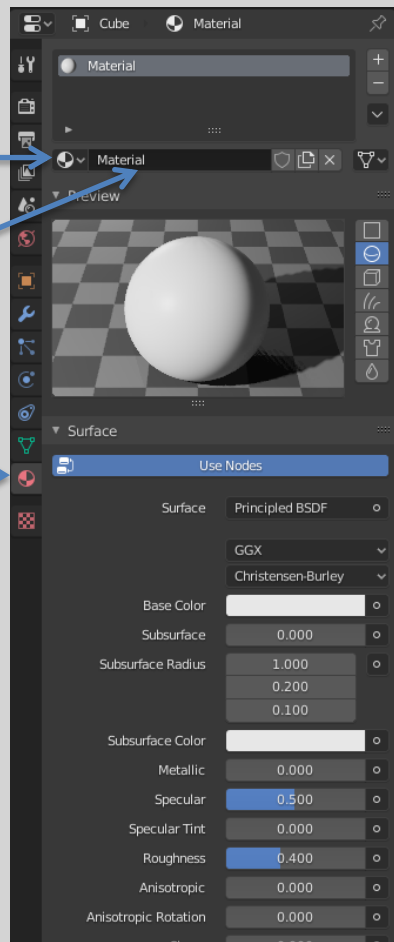 Cube Material
Material
Material
Preview
Surface
Use Nodes
Surface Principled BSDF
GGX
Christensen-Burley
Base Color
Subsurface 0.000
Subsurface Radius 1.000
0.200
0.100
Subsurface Color
Metallic 0.000
Specular 0.500
Specular Tint 0.000
Roughness 0.400
Anisotropic 0.000
Anisotropic Rotation 0.000